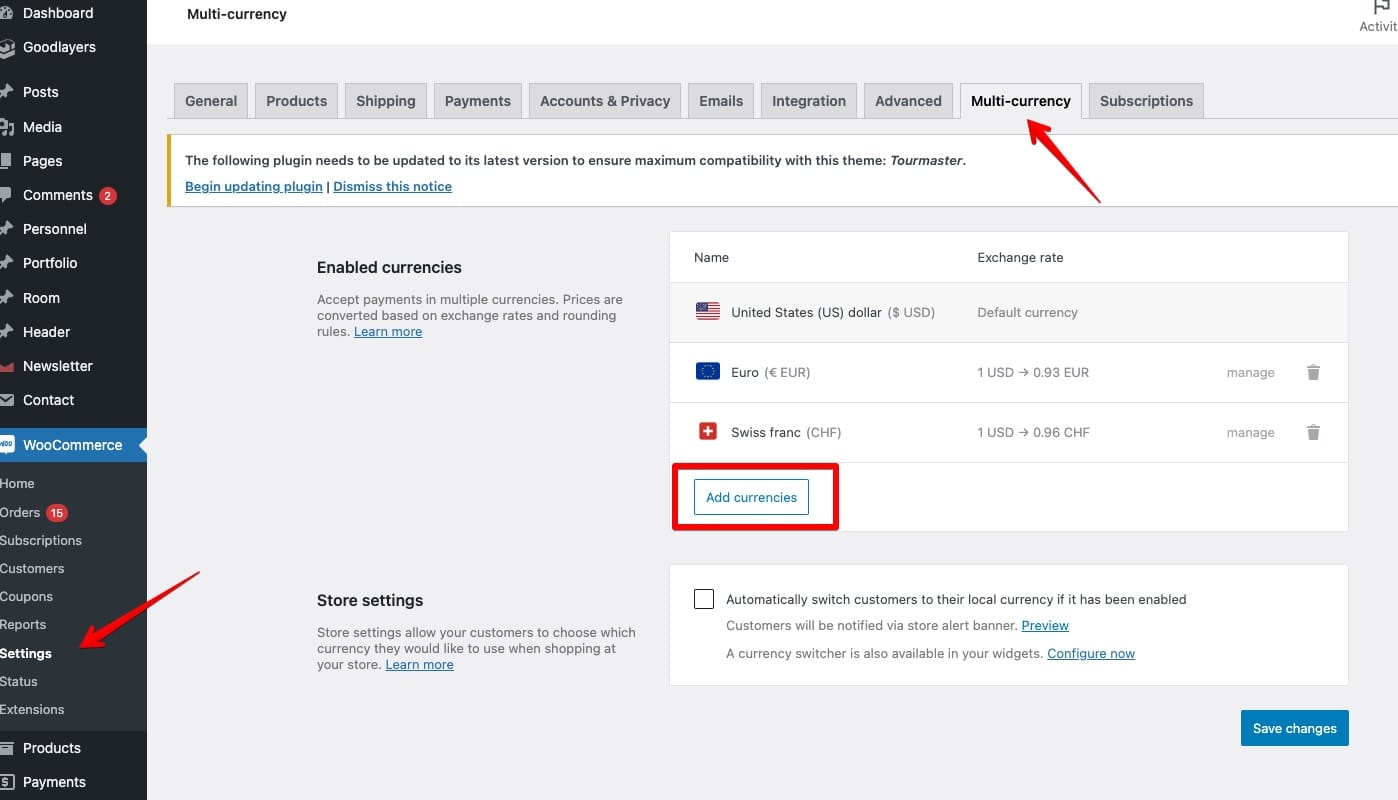 Dashboard
Goodlayers
Posts
Media
Pages
Comments 2
Personnel
Portfolio
Room
Header
Newsletter
Contact
WOO WooCommerce
Home
Orders 15
Subscriptions
Customers
Coupons
Reports
Settings
Status
Extensions
Products
$ Payments
Multi-currency
Activit
General Products Shipping Payments Accounts & Privacy Emails Integration Advanced Multi-currency Subscriptions
The following plugin needs to be updated to its latest version to ensure maximum compatibility with this theme: Tourmaster.
Begin updating plugin | Dismiss this notice
Enabled currencies
Accept payments in multiple currencies. Prices are
converted based on exchange rates and rounding
rules. Learn more
Name Exchange rate
United States (US) dollar ($ USD) Default currency
Euro (€ EUR) 1 USD → 0.93 EUR manage
Swiss franc (CHF) 1 USD → 0.96 CHF manage
Add currencies
Store settings
Store settings allow your customers to choose which
currency they would like to use when shopping at
your store. Learn more
Automatically switch customers to their local currency if it has been enabled
Customers will be notified via store alert banner. Preview
A currency switcher is also available in your widgets. Configure now
Save changes